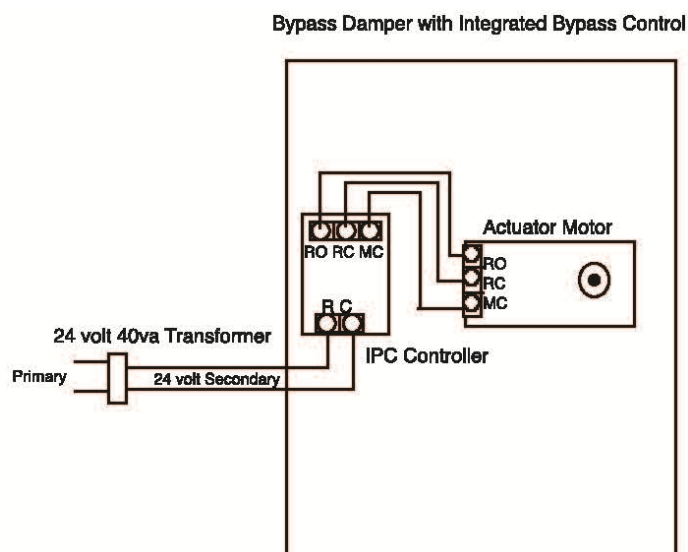 Bypass Damper with Integrated Bypass Control
RO RC MC
Actuator Motor
RO
RC
MC
R C
24 volt 40va Transformer
IPC Controller
Primary
24 volt Secondary